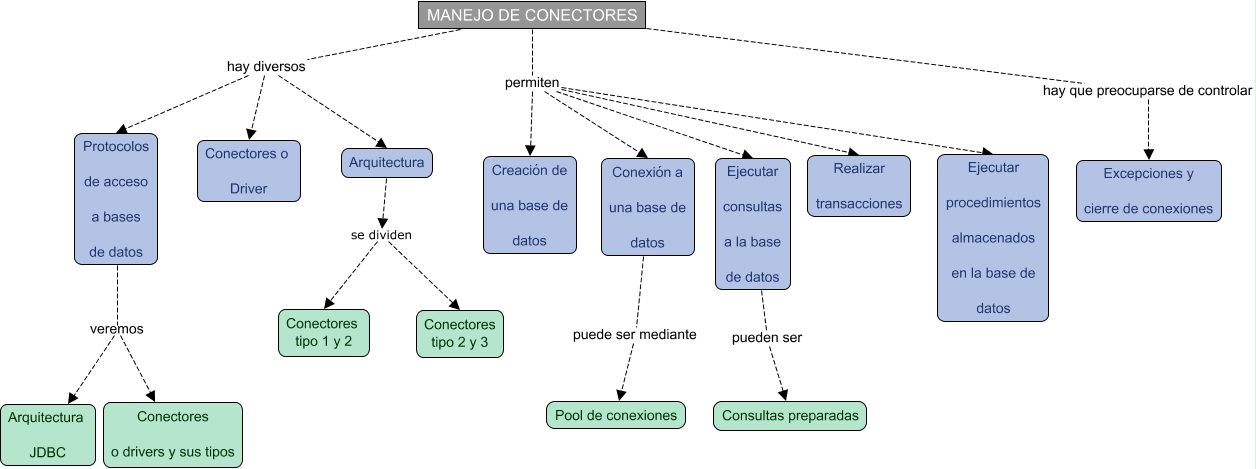 MANEJO DE CONECTORES
hay diversos
permiten
hay que preocuparse de controlar
Protocolos
de acceso
a bases
de datos
Conectores o
Driver
Arquitectura
Creación de
una base de
datos
Conexión a
una base de
datos
Ejecutar
consultas
a la base
de datos
Realizar
transacciones
Ejecutar
procedimientos
almacenados
en la base de
datos
Excepciones y
cierre de conexiones
se dividen
veremos
Conectores
tipo 1 y 2
Conectores
tipo 2 y 3
puede ser mediante
pueden ser
Arquitectura
JDBC
Conectores
o drivers y sus tipos
Pool de conexiones
Consultas preparadas